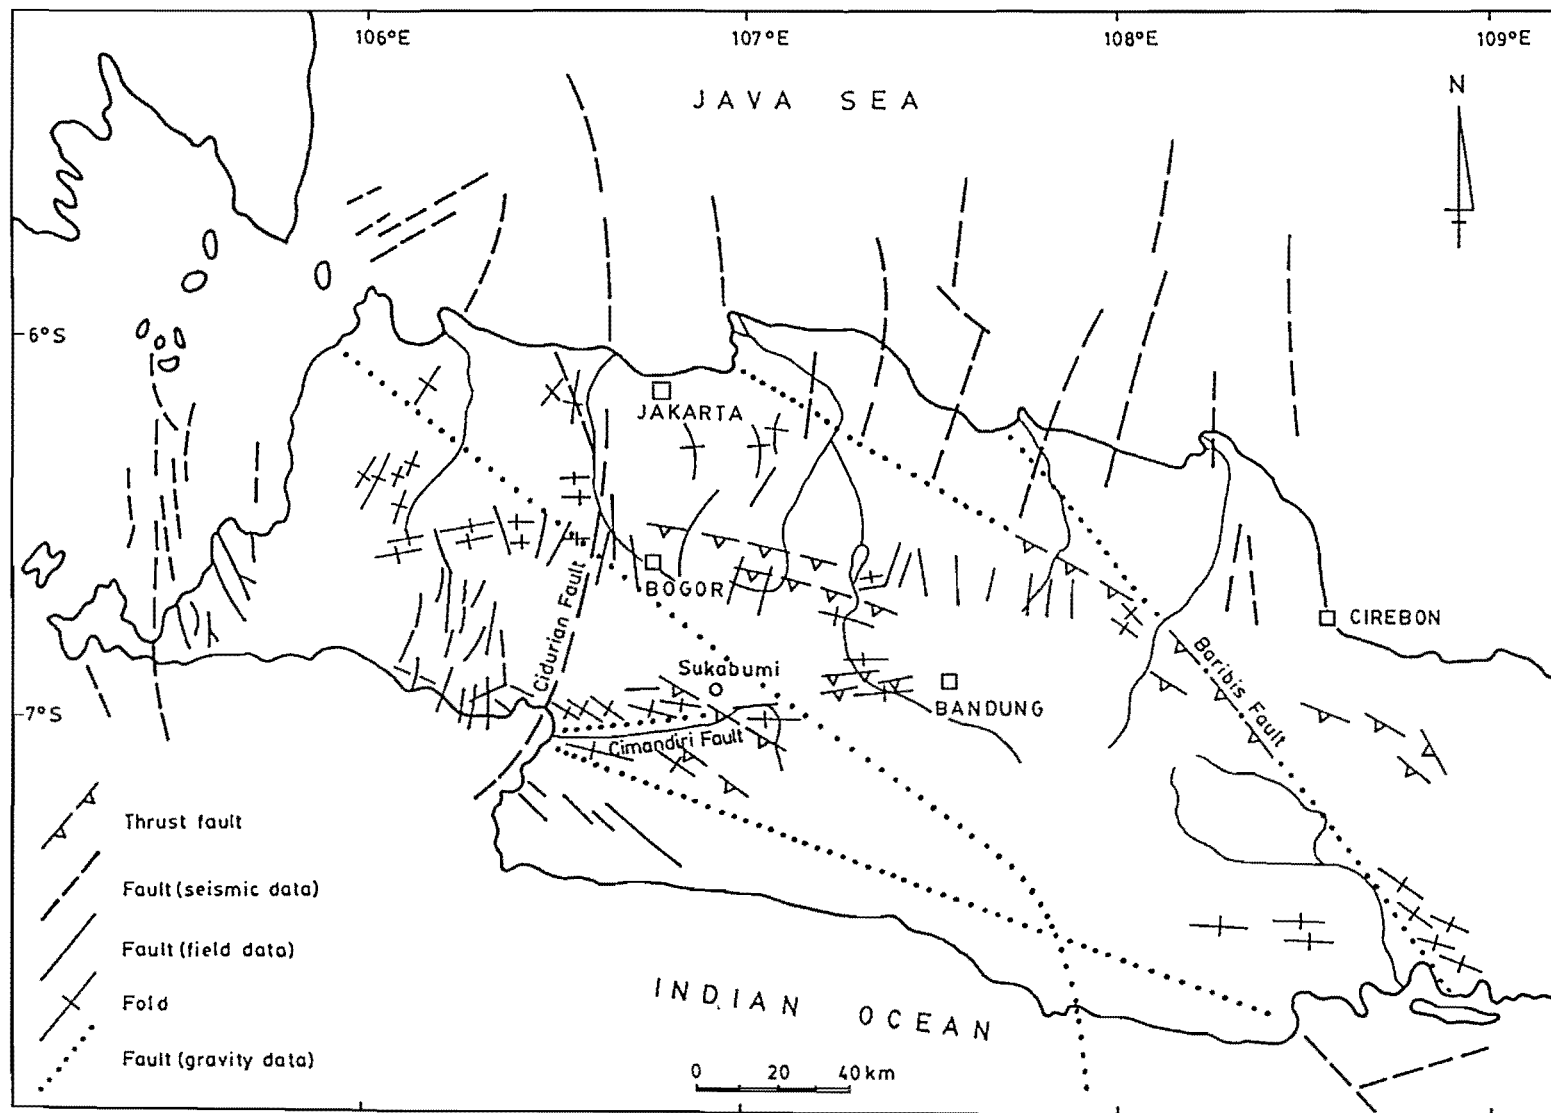 106°E
107°E
108°E
109°E
JAVA SEA
N
6°S
JAKARTA
BOGOR
Cidurian Fault
CIREBON
Baribis Fault
Sukabumi
BANDUNG
7°S
Cimandiri Fault
Thrust fault
Fault (seismic data)
Fault (field data)
Fold
Fault (gravity data)
INDIAN OCEAN
0 20 40 km